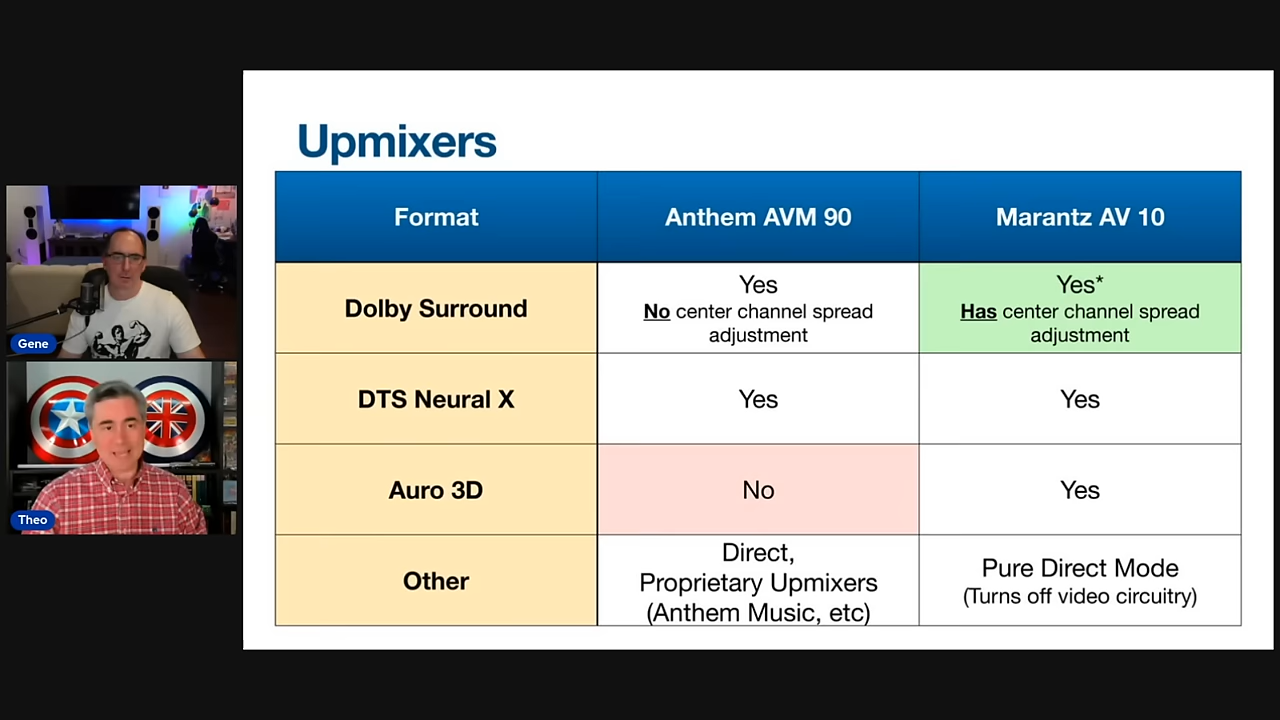 Upmixers
Format
Anthem AVM 90
Marantz AV 10
Dolby Surround
Yes
No center channel spread
adjustment
Yes*
Has center channel spread
adjustment
DTS Neural X
Yes
Yes
Auro 3D
No
Yes
Other
Direct,
Proprietary Upmixers
(Anthem Music, etc)
Pure Direct Mode
(Turns off video circuitry)
Gene
Theo